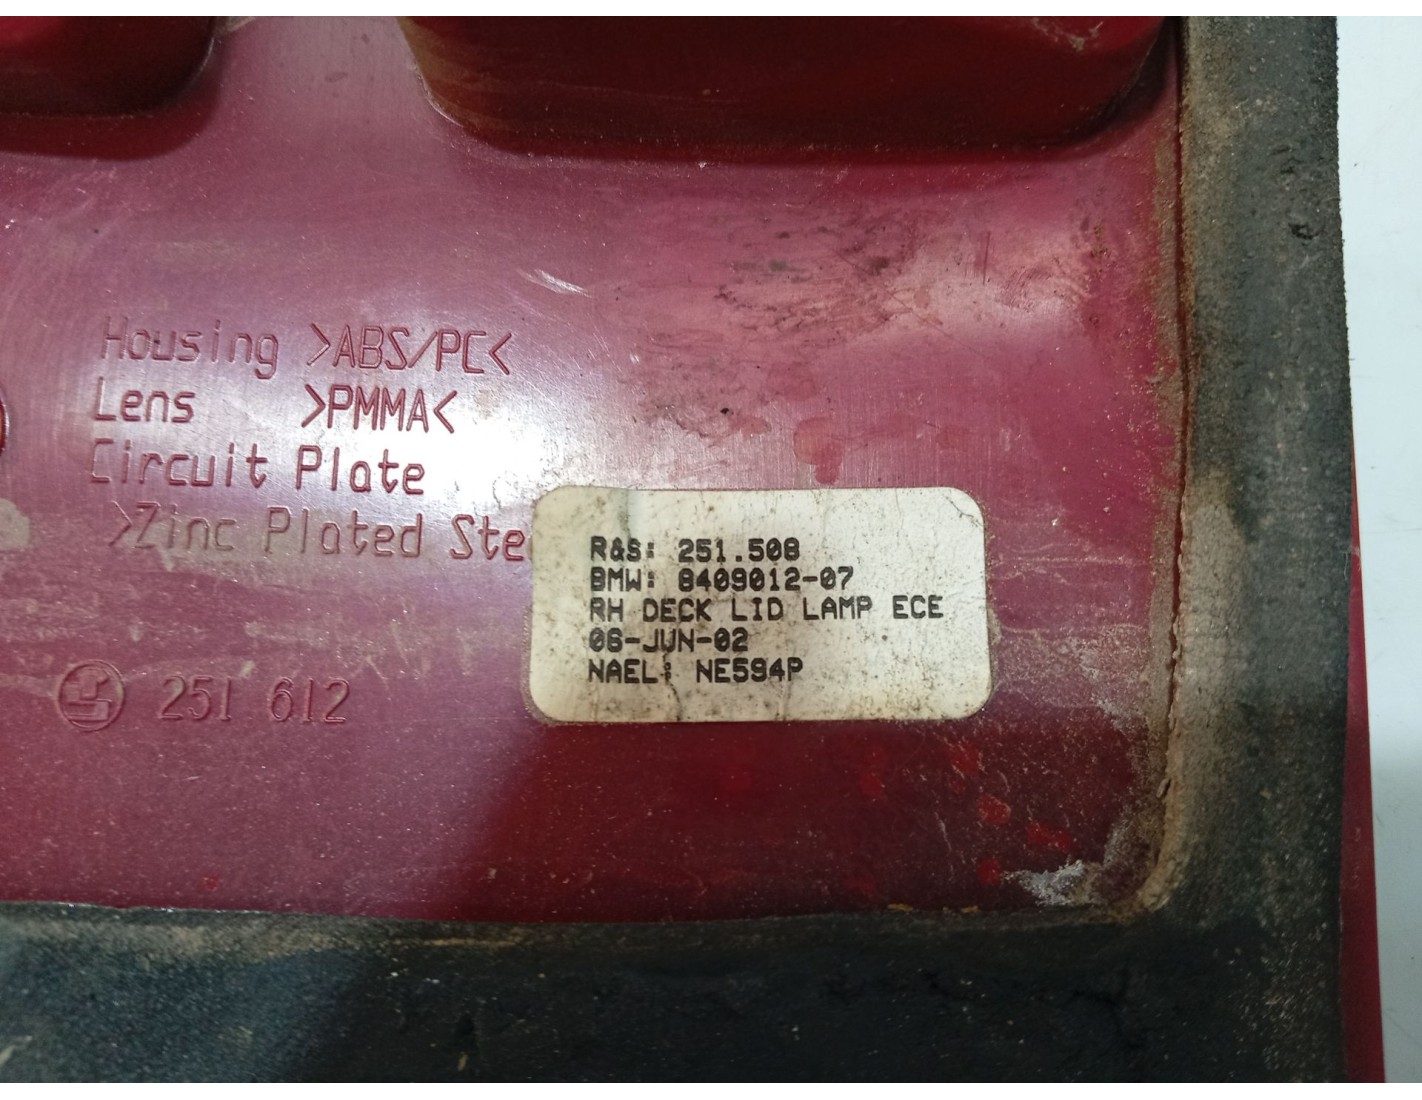 Housing >ABS/PC<
Lens >PMMA<
Circuit Plate
>Zinc Plated Ste
R&S: 251.508
BMW: 8409012-07
RH DECK LID LAMP ECE
06-JUN-02
NAEL: NE594P
251 612